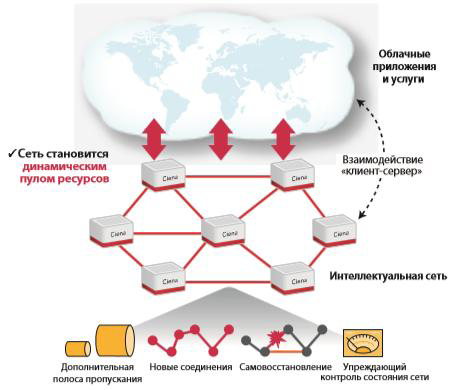 Облачные
приложения
и услуги
✓Сеть становится
динамическим
пулом ресурсов
Взаимодействие
«клиент-сервер»
Ciena
Ciena
Ciena
Ciena
Ciena
Ciena
Ciena
Интеллектуальная сеть
Дополнительная
полоса пропускания
Новые соединения
Самовосстановление
Упреждающий
контроль состояния сети